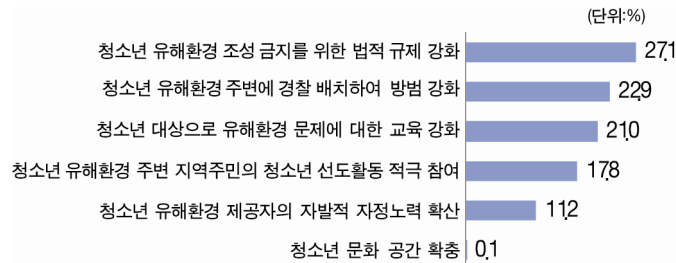 (단위:%)
청소년 유해환경 조성 금지를 위한 법적 규제 강화 27.1
청소년 유해환경 주변에 경찰 배치하여 방범 강화 22.9
청소년 대상으로 유해환경 문제에 대한 교육 강화 21.0
청소년 유해환경 주변 지역주민의 청소년 선도활동 적극 참여 17.8
청소년 유해환경 제공자의 자발적 자정노력 확산 11.2
청소년 문화 공간 확충 0.1